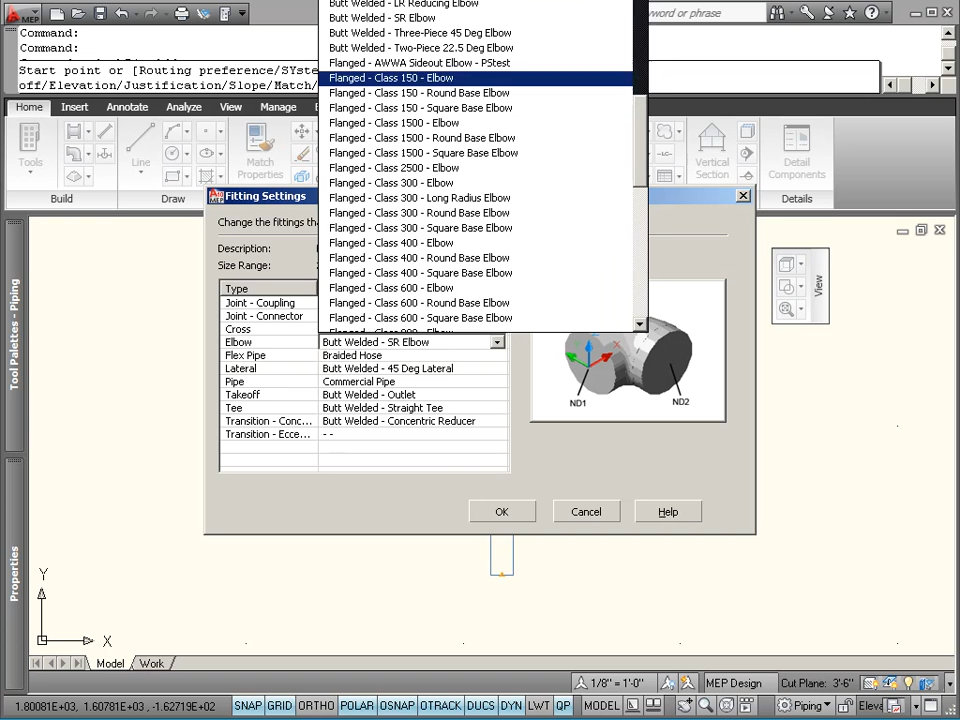 MEP
word or phrase
Command:
Command:
Start point or [Routing preference/SYste
off/Elevation/Justification/Slope/Match/
Home
Insert
Annotate
Analyze
View
Manage
Tools
Line
Match
Properties
Vertical
Section
Detail
Components
Build
Draw
Details
Butt Welded - LR Reducing Elbow
Butt Welded - SR Elbow
Butt Welded - Three-Piece 45 Deg Elbow
Butt Welded - Two-Piece 22.5 Deg Elbow
Flanged - AWWA Sideout Elbow - PStest
Flanged - Class 150 - Elbow
Flanged - Class 150 - Round Base Elbow
Flanged - Class 150 - Square Base Elbow
Flanged - Class 1500 - Elbow
Flanged - Class 1500 - Round Base Elbow
Flanged - Class 1500 - Square Base Elbow
Flanged - Class 2500 - Elbow
Flanged - Class 300 - Elbow
Flanged - Class 300 - Long Radius Elbow
Flanged - Class 300 - Round Base Elbow
Flanged - Class 300 - Square Base Elbow
Flanged - Class 400 - Elbow
Flanged - Class 400 - Round Base Elbow
Flanged - Class 400 - Square Base Elbow
Flanged - Class 600 - Elbow
Flanged - Class 600 - Round Base Elbow
Flanged - Class 600 - Square Base Elbow
Fitting Settings
Change the fittings tha
Description:
Size Range:
Type
Joint - Coupling
Joint - Connector
Cross
Elbow Butt Welded - SR Elbow
Flex Pipe Braided Hose
Lateral Butt Welded - 45 Deg Lateral
Pipe Commercial Pipe
Takeoff Butt Welded - Outlet
Tee Butt Welded - Straight Tee
Transition - Conc... Butt Welded - Concentric Reducer
Transition - Ecce... - -
ND1
ND2
OK
Cancel
Help
View
Tool Palettes - Piping
Properties
Y
X
Model
Work
1/8" = 1'-0"
MEP Design
Cut Plane: 3'-6"
1.80081E+03, 1.60781E+03, -1.62719E+02
SNAP GRID ORTHO POLAR OSNAP OTRACK DUCS DYN LWT QP
MODEL
Piping
Eleva